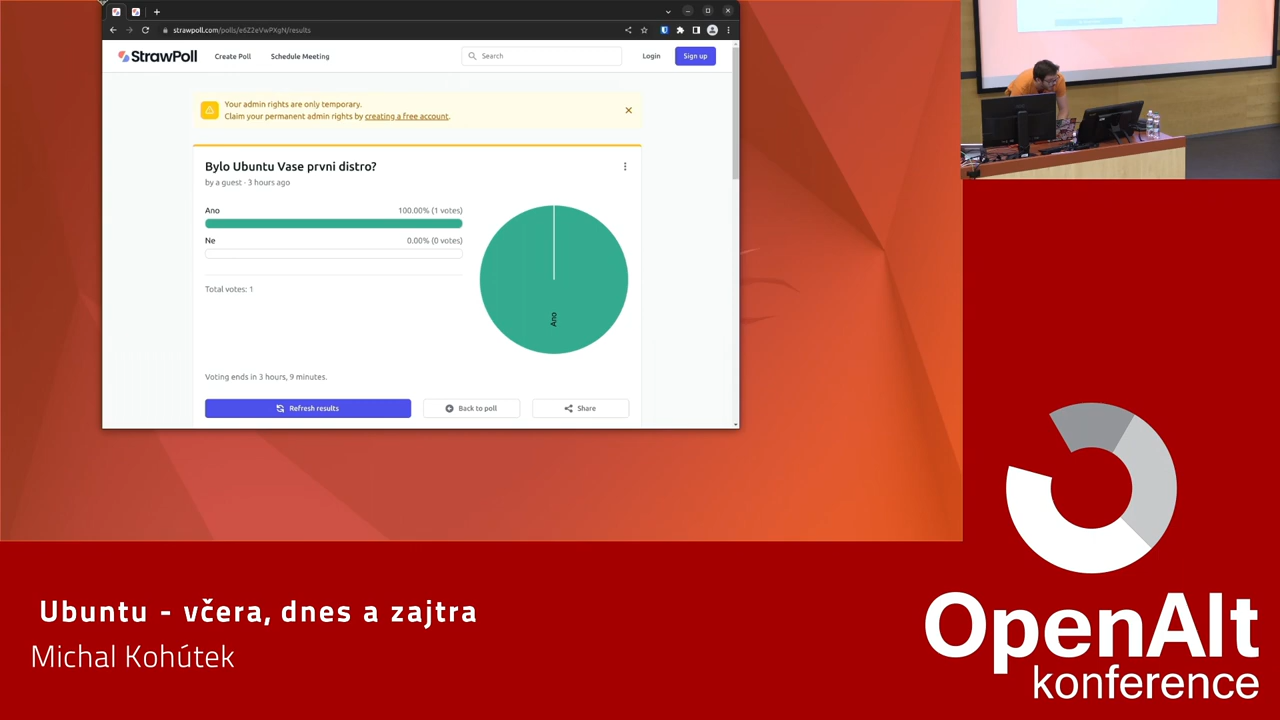 strawpoll.com/polls/e6Z2eVwPXgN/results
StrawPoll
Create Poll
Schedule Meeting
Search
Login
Sign up
Your admin rights are only temporary.
Claim your permanent admin rights by creating a free account.
Bylo Ubuntu Vase prvni distro?
by a guest · 3 hours ago
Ano
100.00% (1 votes)
Ne
0.00% (0 votes)
Total votes: 1
Ano
Voting ends in 3 hours, 9 minutes.
Refresh results
Back to poll
Share
Ubuntu - včera, dnes a zajtra
Michal Kohútek
OpenAlt
konference